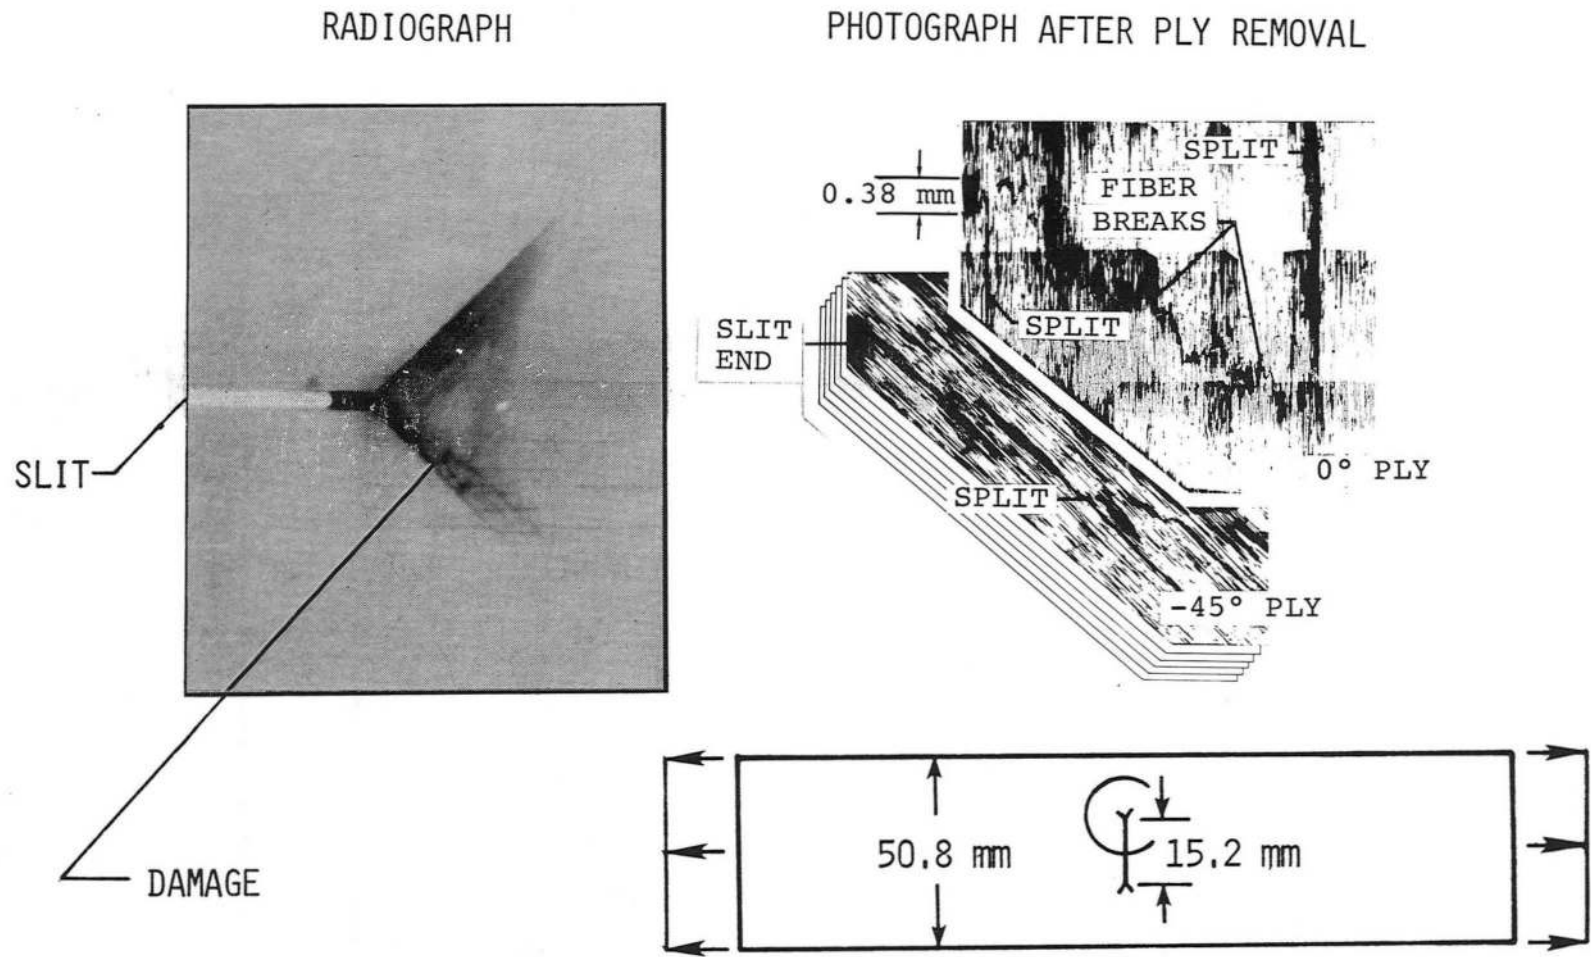 RADIOGRAPH
PHOTOGRAPH AFTER PLY REMOVAL
SPLIT
0.38 mm
FIBER
BREAKS
SPLIT
SLIT
END
SLIT
0° PLY
SPLIT
-45° PLY
50.8 mm
15.2 mm
DAMAGE